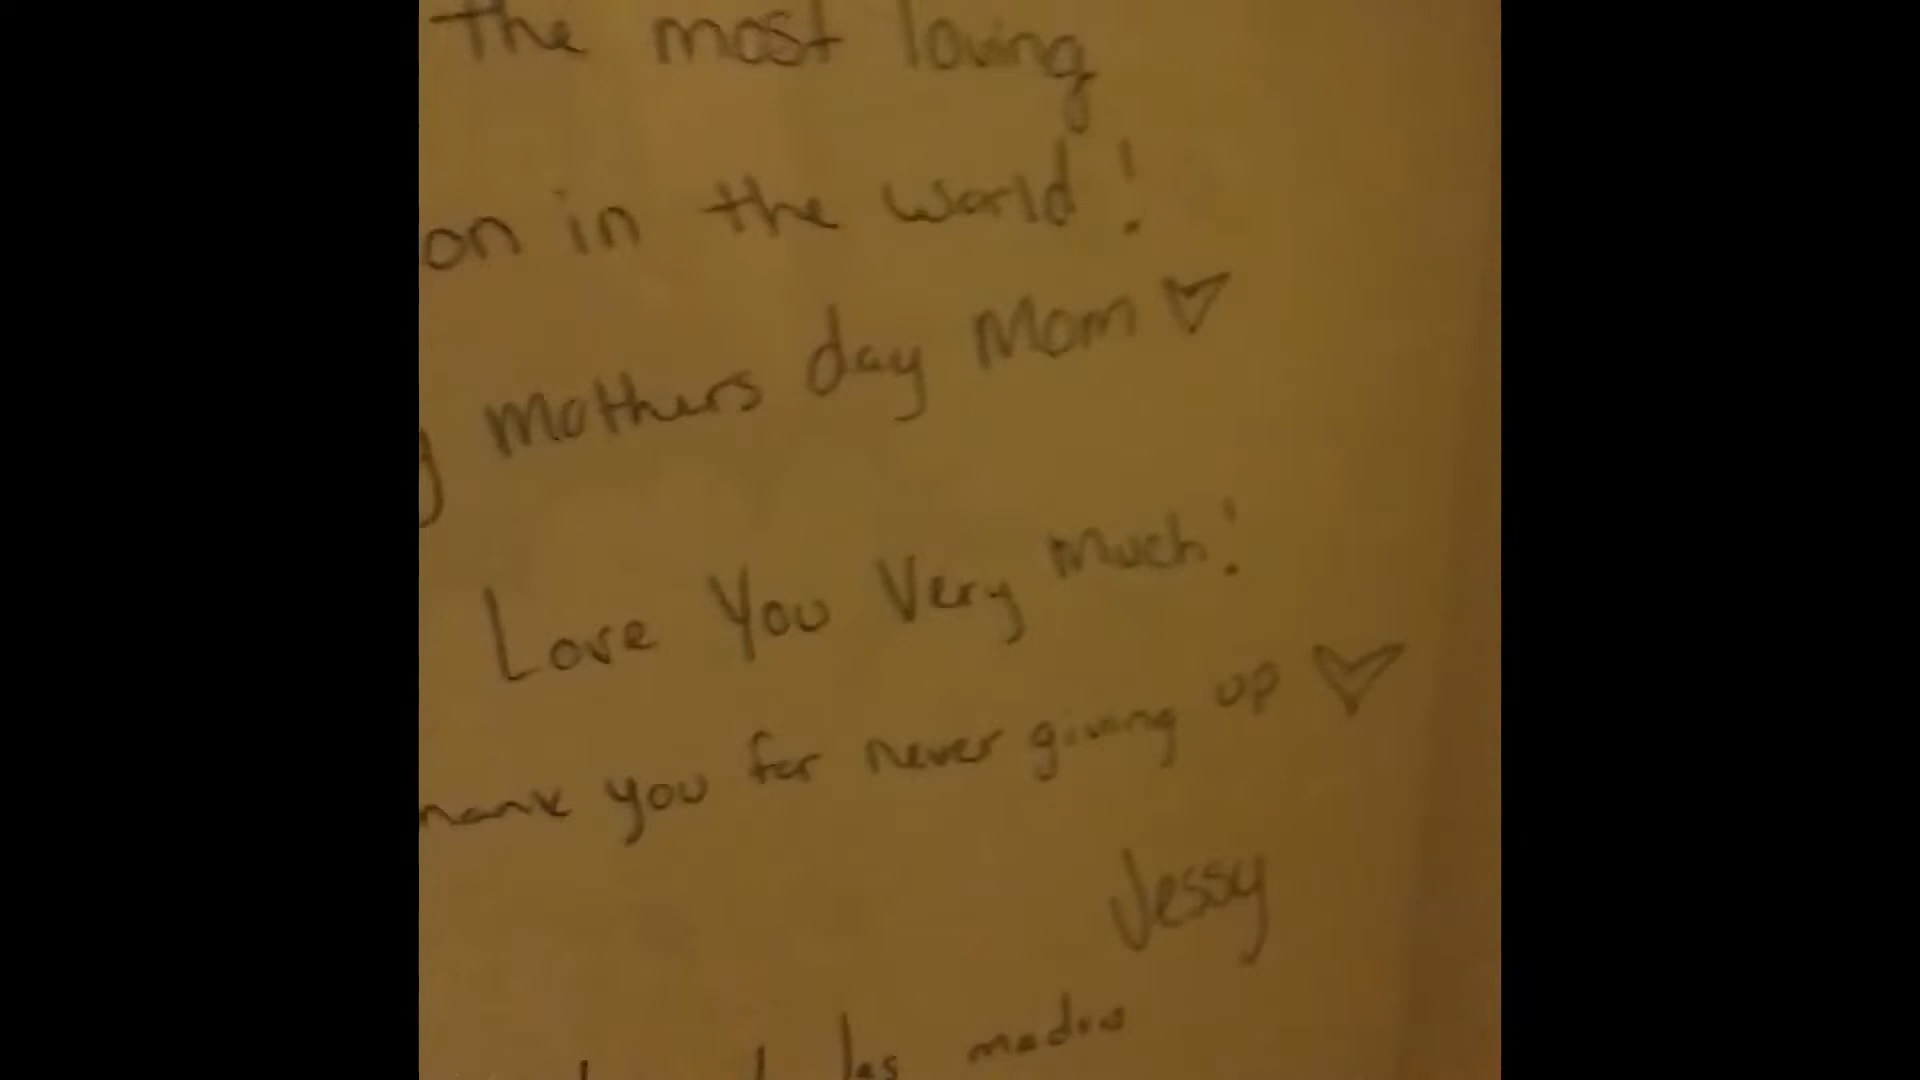 The most loving
on in the world!
y Mothers day Mom ♡
Love You Very Much!
hank you for never giving up ♡
Jessy
las madres